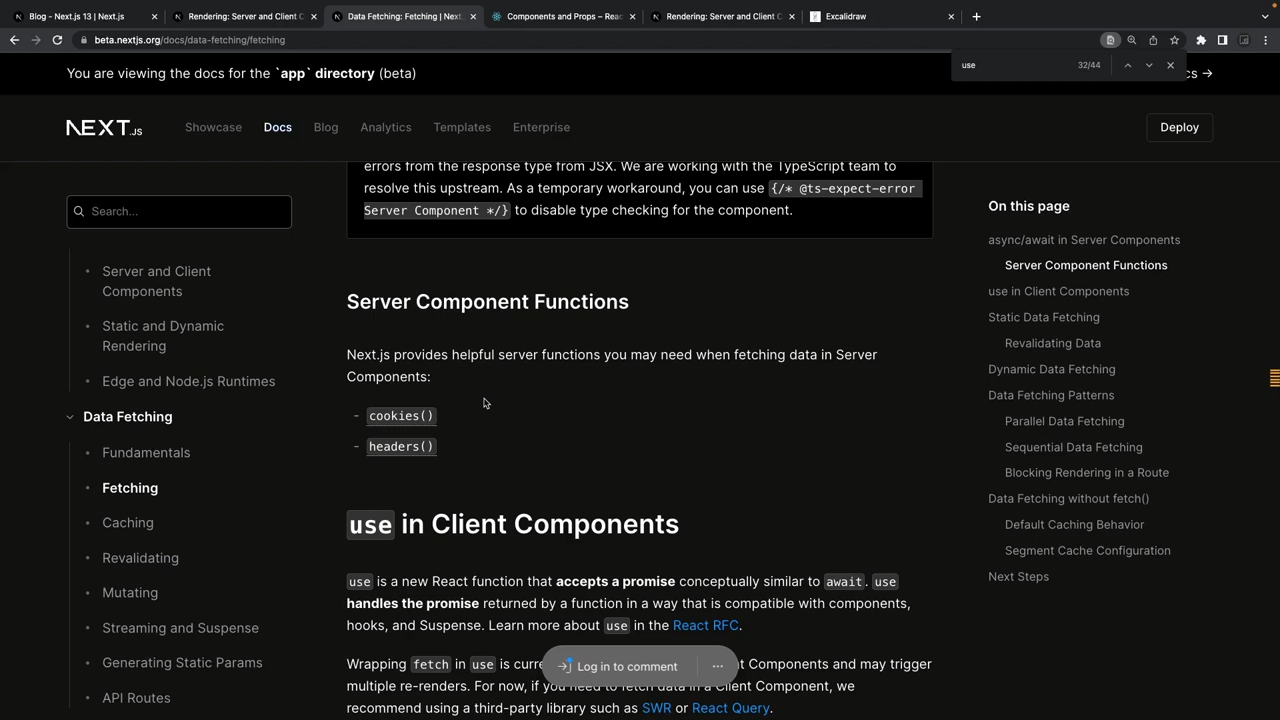 Blog - Next.js 13 | Next.js
Rendering: Server and Client C
Data Fetching: Fetching | Next.
Components and Props – Reac
Rendering: Server and Client C
Excalidraw
beta.nextjs.org/docs/data-fetching/fetching
use 32/44
You are viewing the docs for the `app` directory (beta)
cs →
NEXT.JS
Showcase Docs Blog Analytics Templates Enterprise
Deploy
Search...
Server and Client
Components
Static and Dynamic
Rendering
Edge and Node.js Runtimes
Data Fetching
Fundamentals
Fetching
Caching
Revalidating
Mutating
Streaming and Suspense
Generating Static Params
API Routes
errors from the response type from JSX. We are working with the TypeScript team to
resolve this upstream. As a temporary workaround, you can use {/* @ts-expect-error
Server Component */} to disable type checking for the component.
Server Component Functions
Next.js provides helpful server functions you may need when fetching data in Server
Components:
- cookies()
- headers()
use in Client Components
use is a new React function that accepts a promise conceptually similar to await. use
handles the promise returned by a function in a way that is compatible with components,
hooks, and Suspense. Learn more about use in the React RFC.
Wrapping fetch in use is curre t Components and may trigger
multiple re-renders. For now, if you need to fetch data in a Client Component, we
recommend using a third-party library such as SWR or React Query.
Log in to comment
On this page
async/await in Server Components
Server Component Functions
use in Client Components
Static Data Fetching
Revalidating Data
Dynamic Data Fetching
Data Fetching Patterns
Parallel Data Fetching
Sequential Data Fetching
Blocking Rendering in a Route
Data Fetching without fetch()
Default Caching Behavior
Segment Cache Configuration
Next Steps